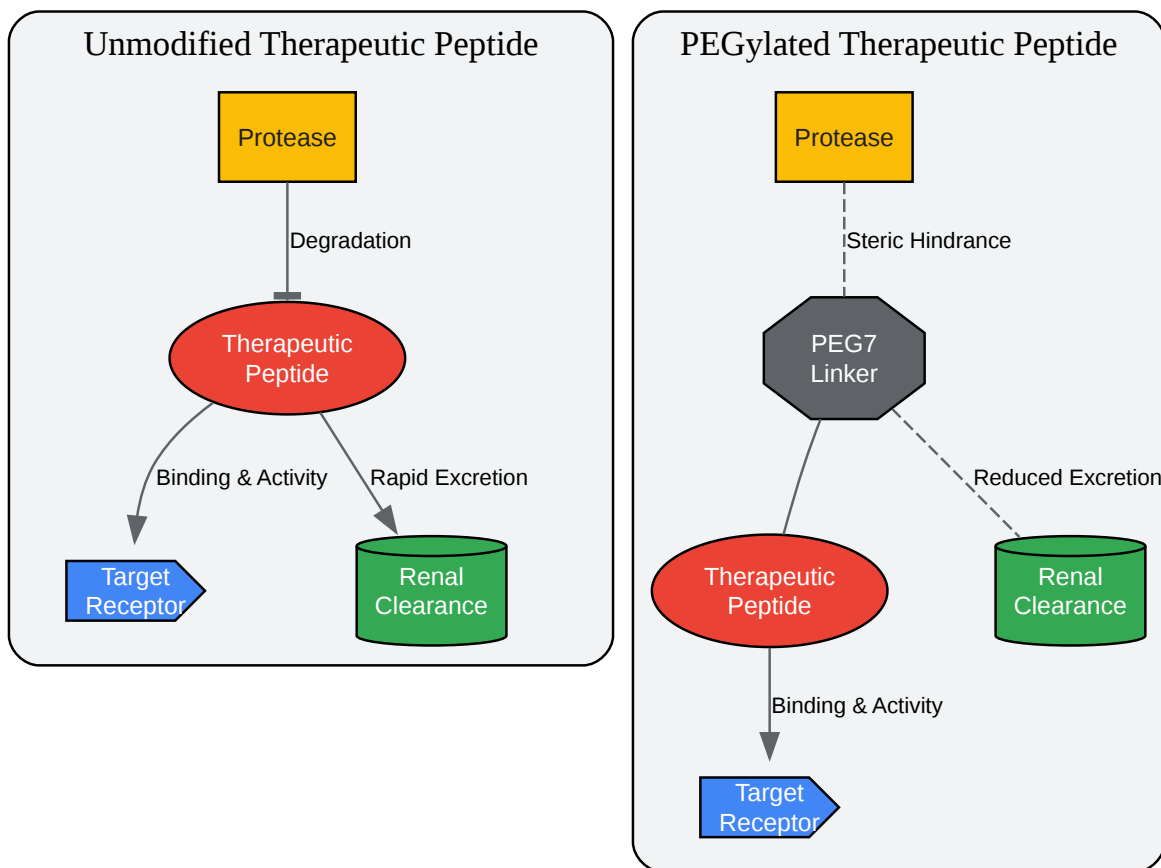 Unmodified Therapeutic Peptide
Protease
Degradation
Therapeutic
Peptide
Binding & Activity
Rapid Excretion
Target
Receptor
Renal
Clearance
PEGylated Therapeutic Peptide
Protease
Steric Hindrance
PEG7
Linker
Reduced Excretion
Therapeutic
Peptide
Renal
Clearance
Binding & Activity
Target
Receptor